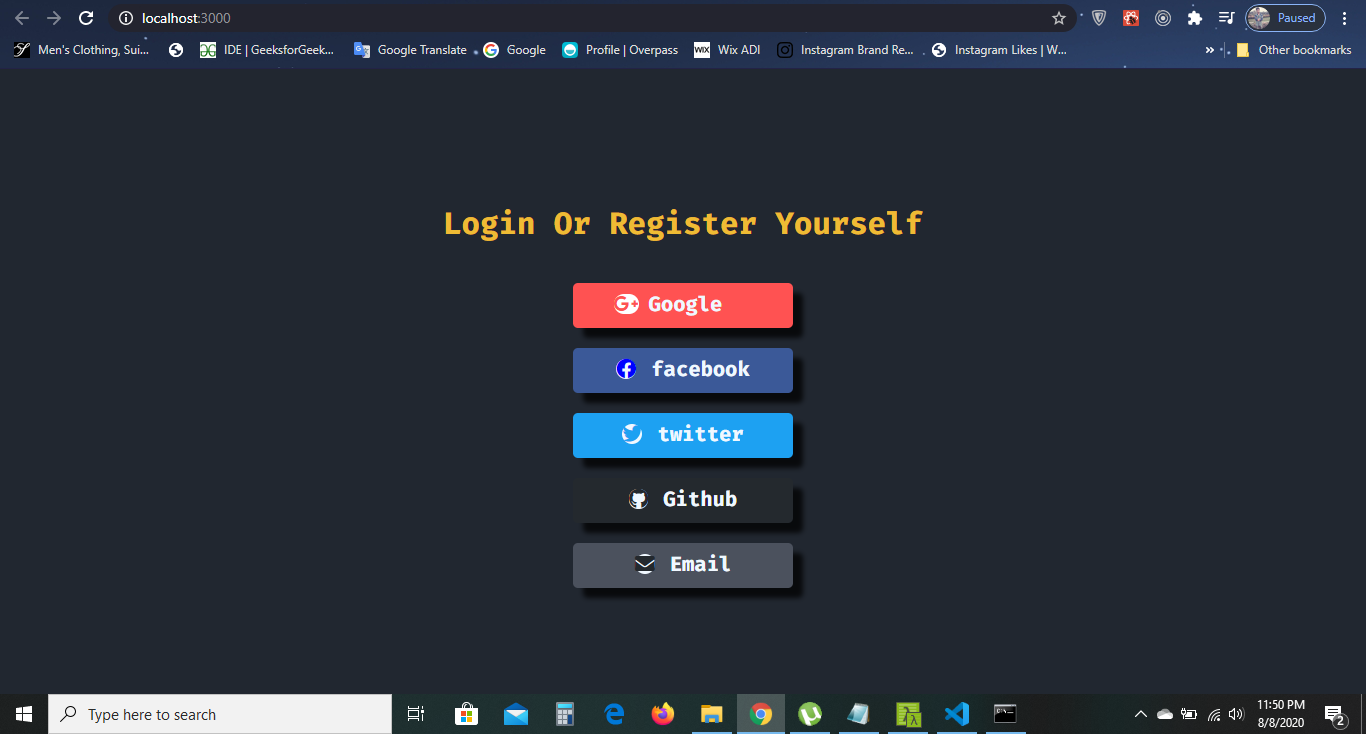 localhost:3000
Paused
Men's Clothing, Sui...
IDE | GeeksforGeek...
Google Translate
Google
Profile | Overpass
WIX Wix ADI
Instagram Brand Re...
Instagram Likes | W...
»
Other bookmarks
Login Or Register Yourself
G+ Google
facebook
twitter
Github
Email
Type here to search
11:50 PM
8/8/2020
2